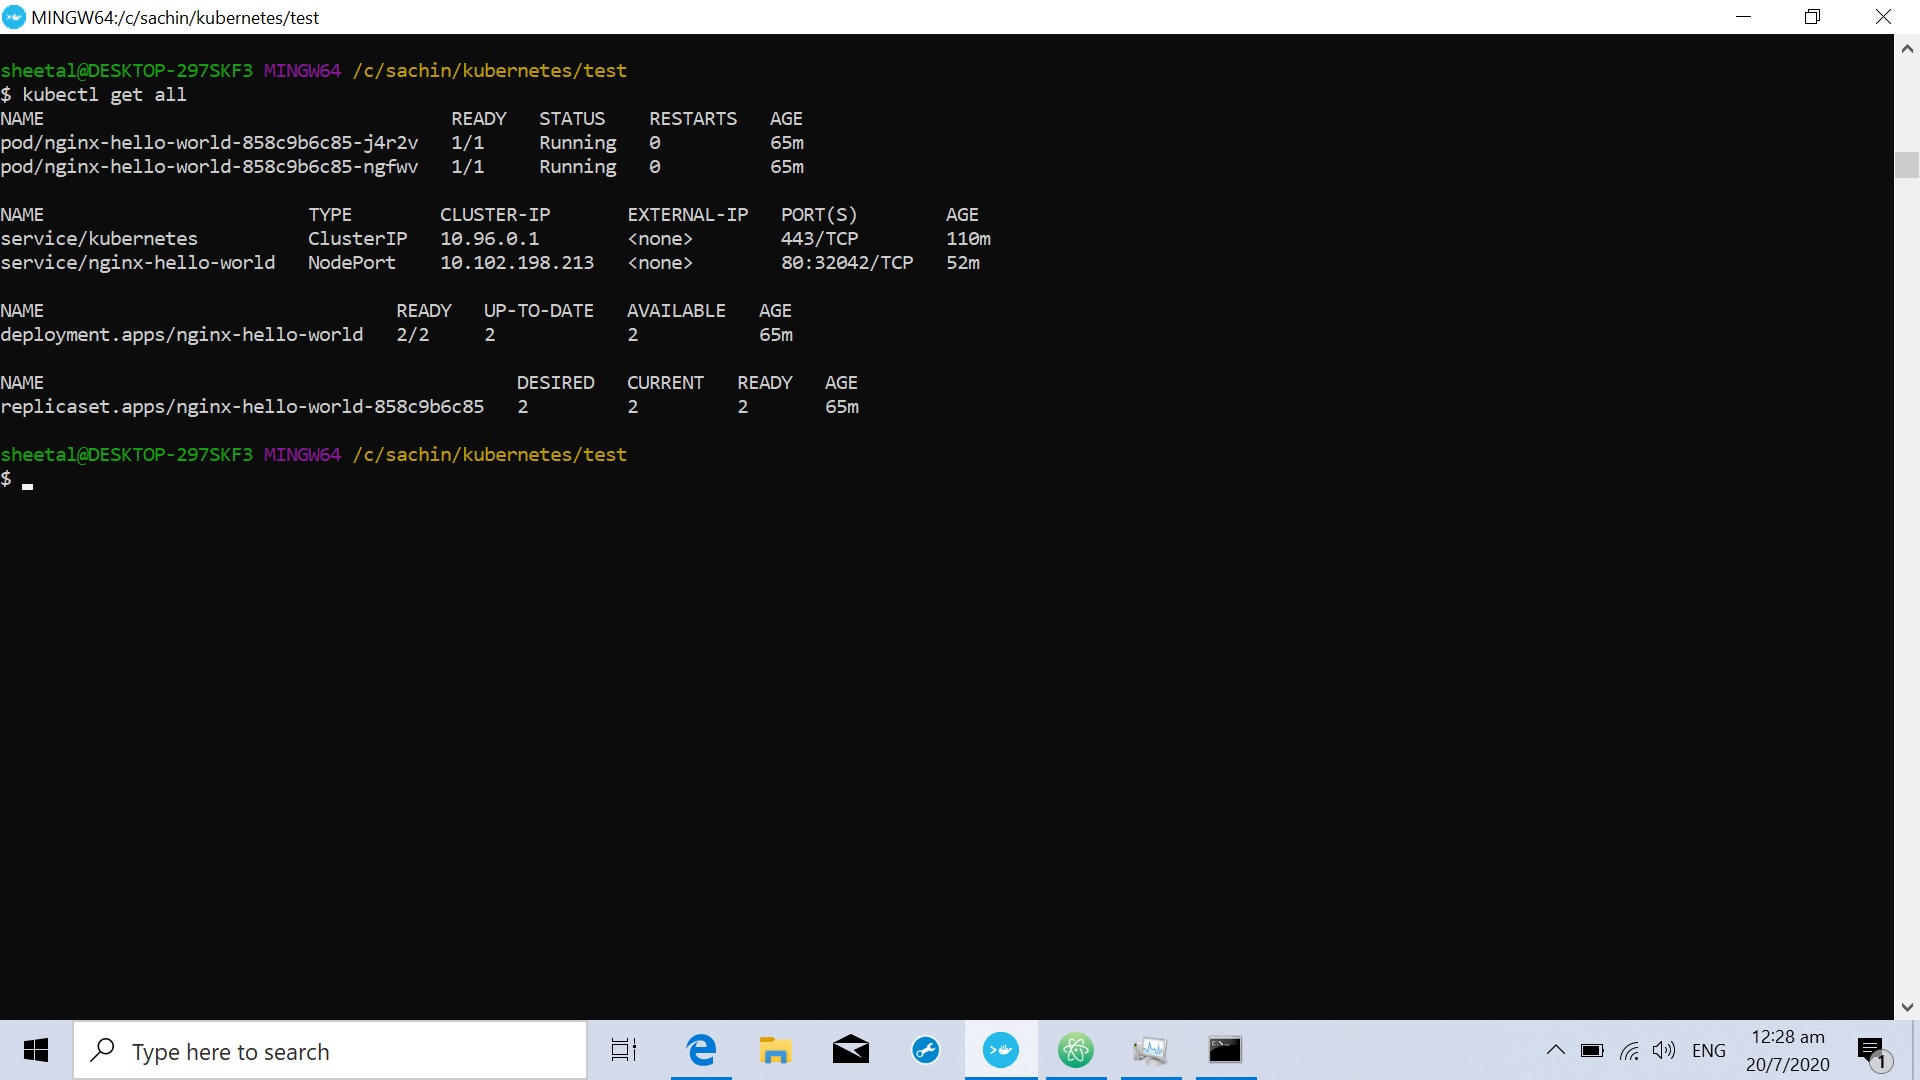 MINGW64:/c/sachin/kubernetes/test
sheetal@DESKTOP-297SKF3 MINGW64 /c/sachin/kubernetes/test
$ kubectl get all
NAME READY STATUS RESTARTS AGE
pod/nginx-hello-world-858c9b6c85-j4r2v 1/1 Running 0 65m
pod/nginx-hello-world-858c9b6c85-ngfwv 1/1 Running 0 65m
NAME TYPE CLUSTER-IP EXTERNAL-IP PORT(S) AGE
service/kubernetes ClusterIP 10.96.0.1 <none> 443/TCP 110m
service/nginx-hello-world NodePort 10.102.198.213 <none> 80:32042/TCP 52m
NAME READY UP-TO-DATE AVAILABLE AGE
deployment.apps/nginx-hello-world 2/2 2 2 65m
NAME DESIRED CURRENT READY AGE
replicaset.apps/nginx-hello-world-858c9b6c85 2 2 2 65m
sheetal@DESKTOP-297SKF3 MINGW64 /c/sachin/kubernetes/test
$
Type here to search
ENG
12:28 am
20/7/2020
1